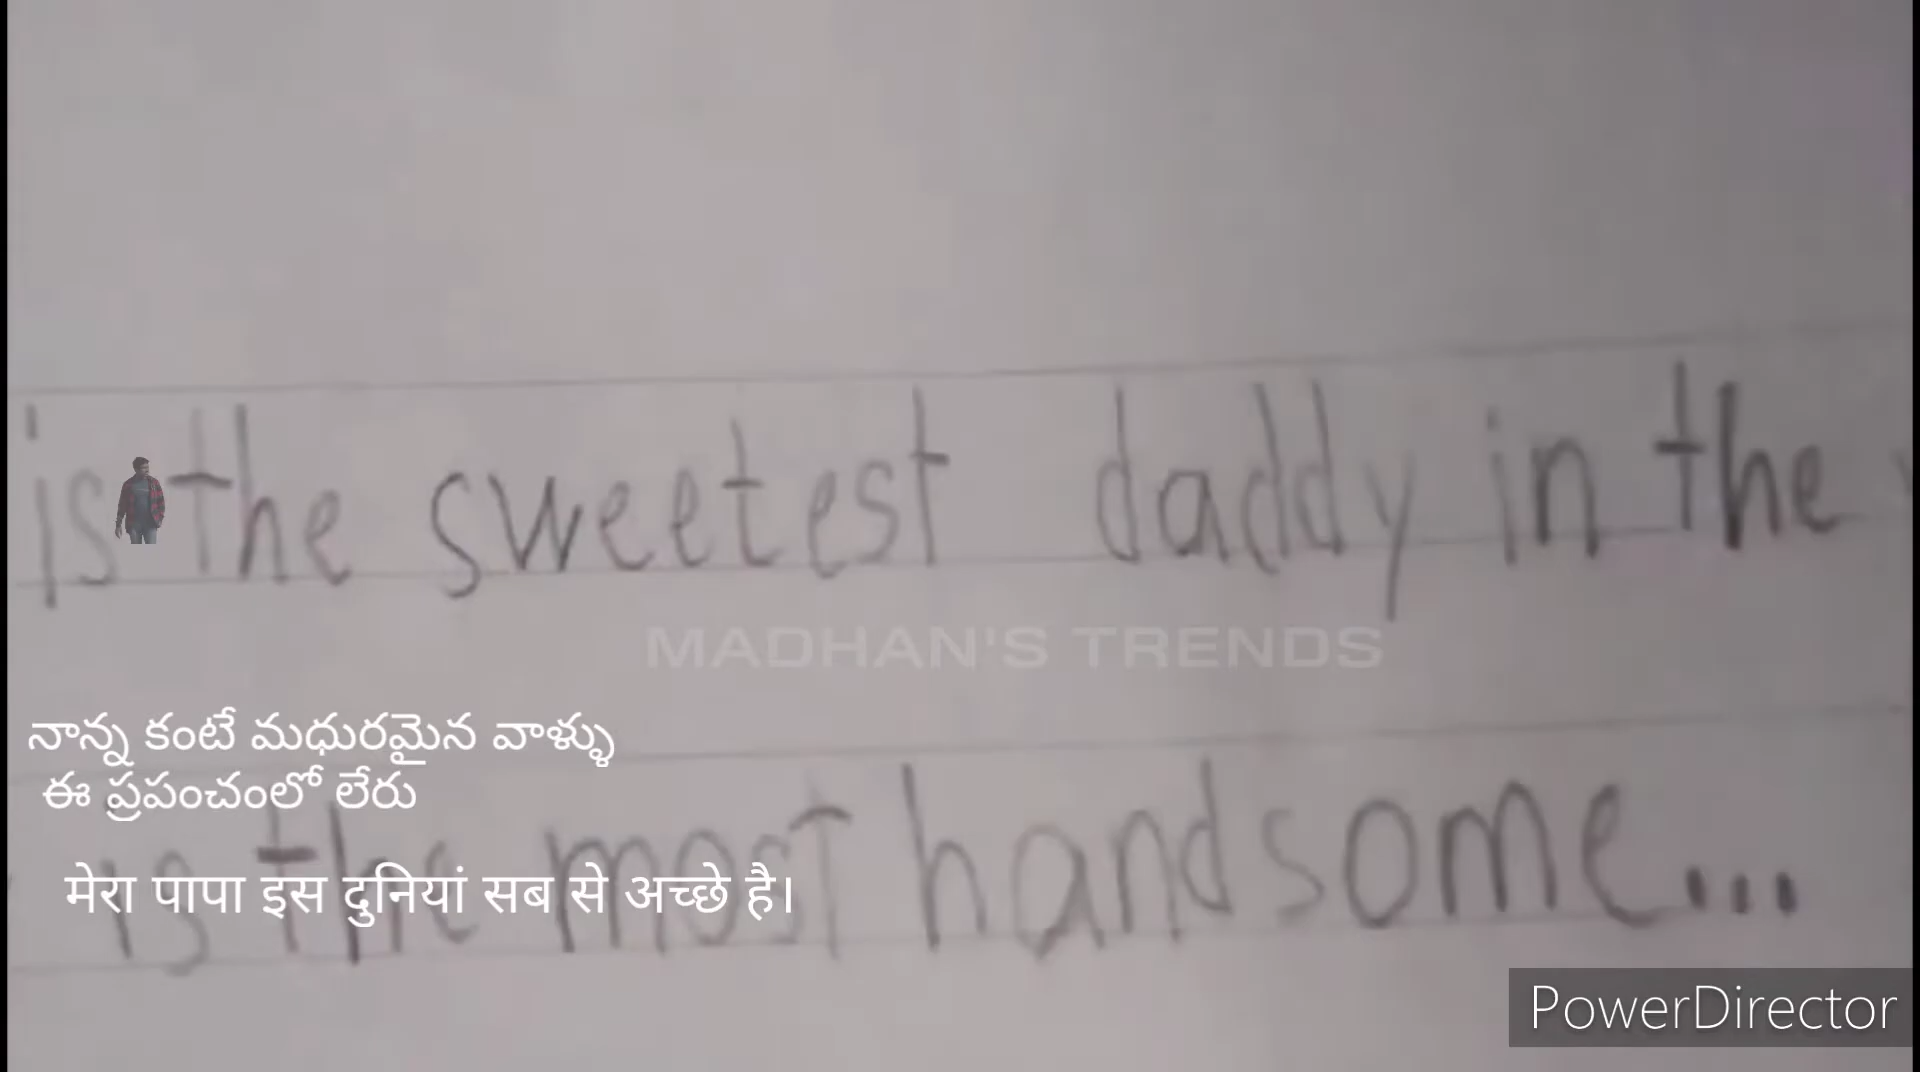 is the sweetest daddy in the
MADHAN'S TRENDS
నాన్న కంటే మధురమైన వాళ్ళు
ఈ ప్రపంచంలో లేరు
is the most handsome...
मेरा पापा इस दुनियां सब से अच्छे है।
PowerDirector